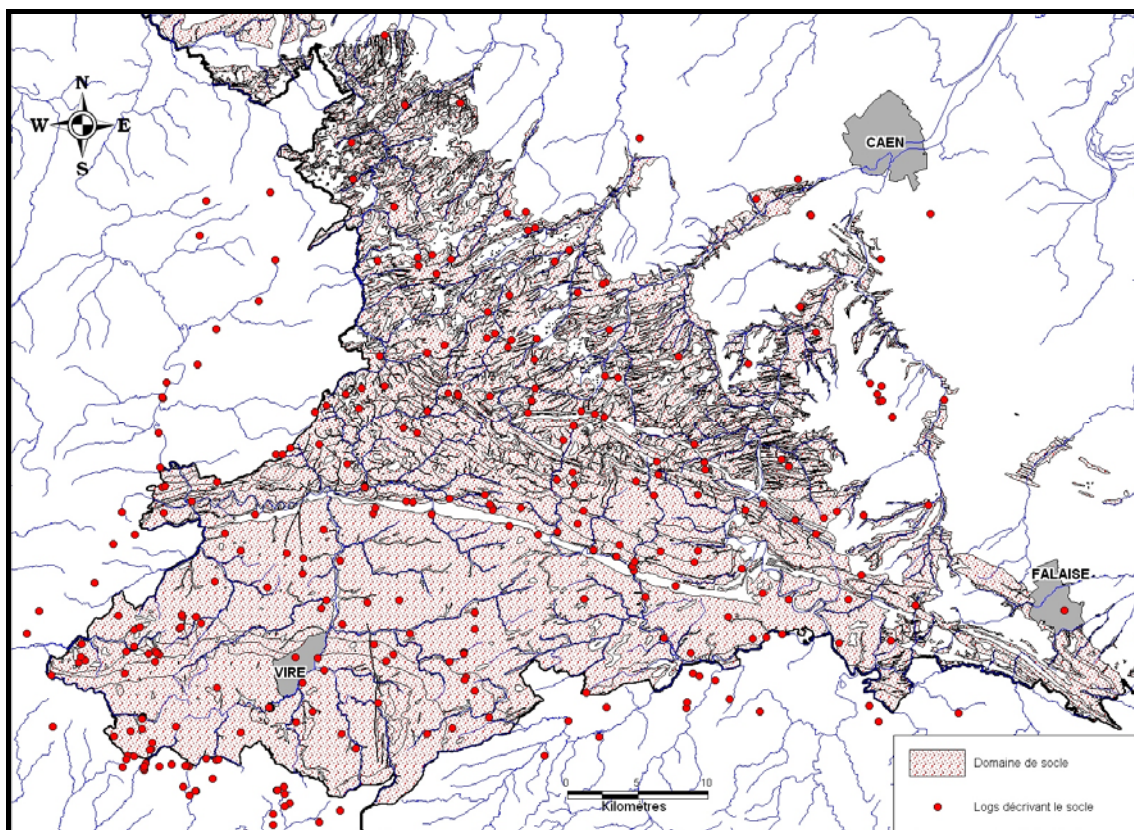 N
W E
S
CAEN
FALAISE
VIRE
0 5 10
Kilomètres
Domaine de socle
Logs décrivant le socle